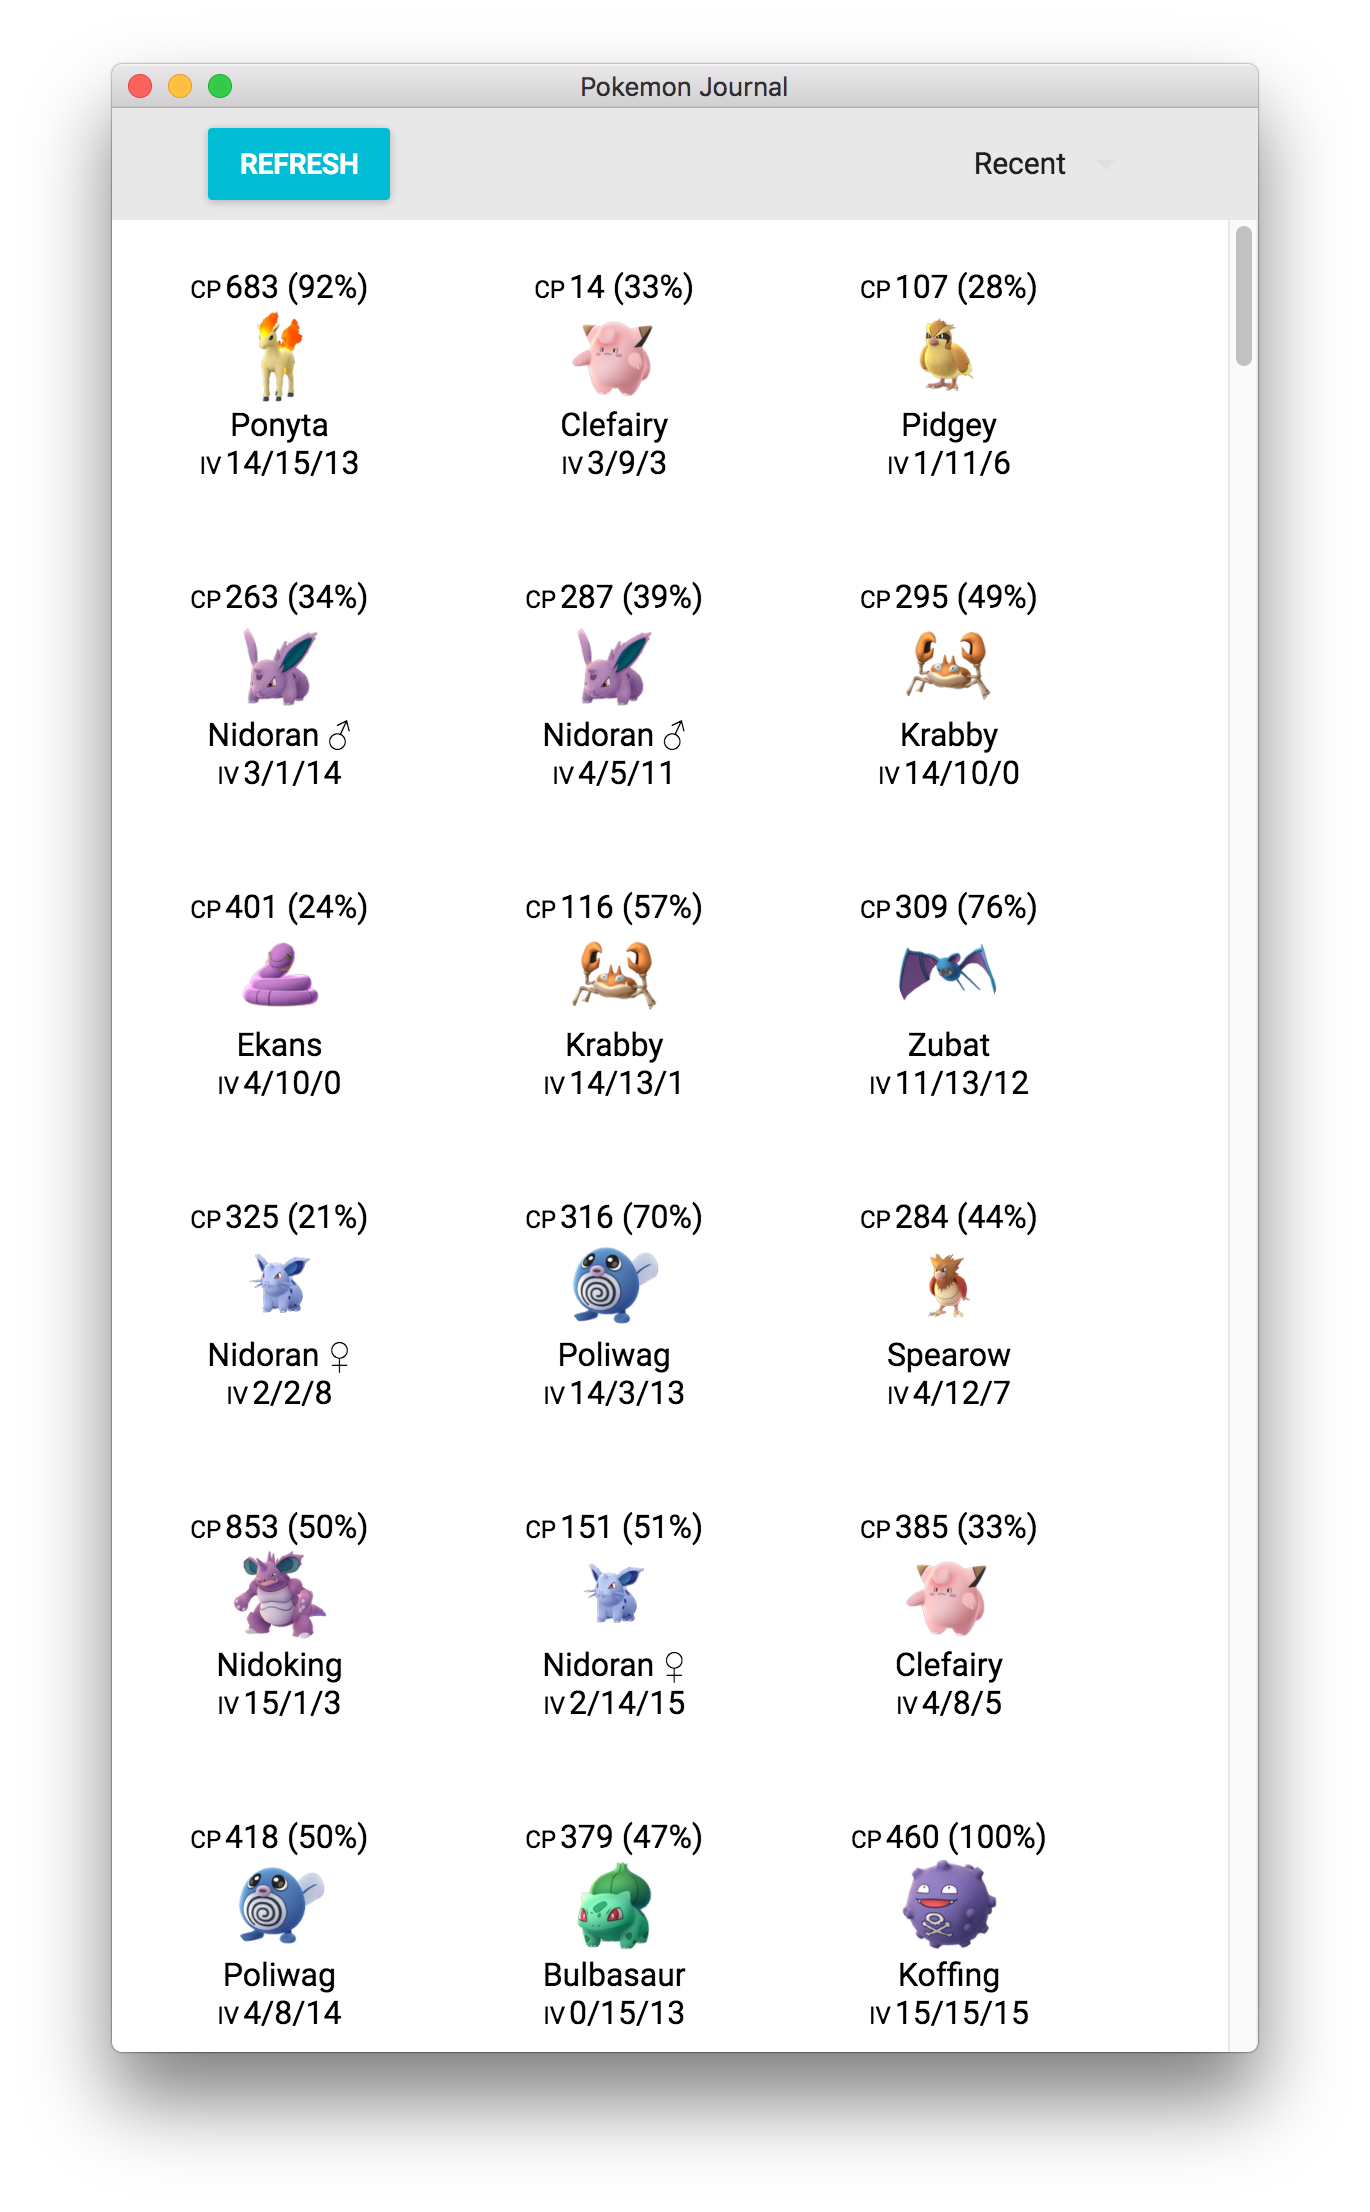 Pokemon Journal
REFRESH Recent
CP 683 (92%) CP 14 (33%) CP 107 (28%)
Ponyta Clefairy Pidgey
IV 14/15/13 IV 3/9/3 IV 1/11/6
CP 263 (34%) CP 287 (39%) CP 295 (49%)
Nidoran ♂ Nidoran ♂ Krabby
IV 3/1/14 IV 4/5/11 IV 14/10/0
CP 401 (24%) CP 116 (57%) CP 309 (76%)
Ekans Krabby Zubat
IV 4/10/0 IV 14/13/1 IV 11/13/12
CP 325 (21%) CP 316 (70%) CP 284 (44%)
Nidoran ♀ Poliwag Spearow
IV 2/2/8 IV 14/3/13 IV 4/12/7
CP 853 (50%) CP 151 (51%) CP 385 (33%)
Nidoking Nidoran ♀ Clefairy
IV 15/1/3 IV 2/14/15 IV 4/8/5
CP 418 (50%) CP 379 (47%) CP 460 (100%)
Poliwag Bulbasaur Koffing
IV 4/8/14 IV 0/15/13 IV 15/15/15